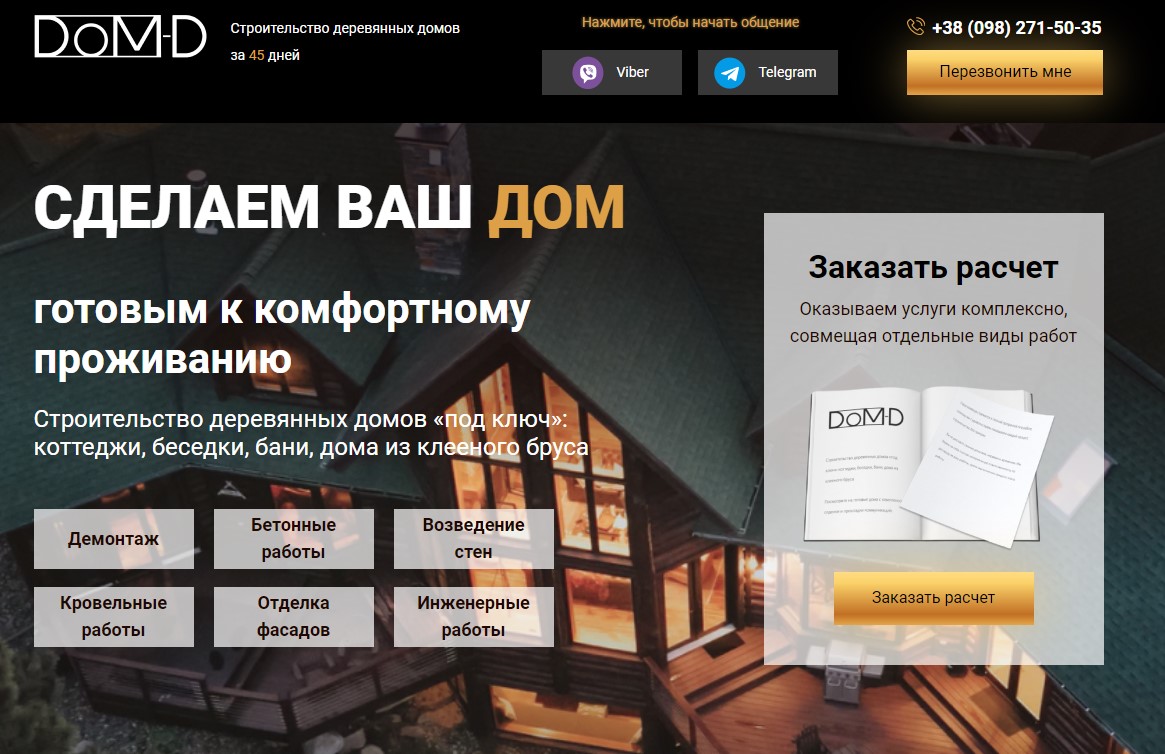 DOM-D
Строительство деревянных домов
за 45 дней
Нажмите, чтобы начать общение
Viber
Telegram
+38 (098) 271-50-35
Перезвонить мне
СДЕЛАЕМ ВАШ ДОМ
готовым к комфортному
проживанию
Строительство деревянных домов «под ключ»:
коттеджи, беседки, бани, дома из клееного бруса
Демонтаж
Бетонные
работы
Возведение
стен
Кровельные
работы
Отделка
фасадов
Инженерные
работы
Заказать расчет
Оказываем услуги комплексно,
совмещая отдельные виды работ
DOM-D
Заказать расчет